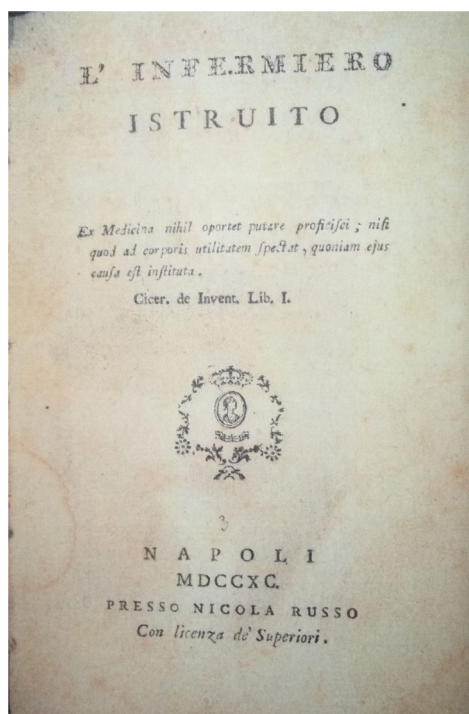 L' INFERMIERO
ISTRUITO
Ex Medicina nihil oportet putare proficiſci ; niſi
quod ad corporis utilitatem ſpectat , quoniam ejus
cauſa eſt inſtituta .
Cicer. de Invent. Lib. I.
3
NAPOLI
MDCCXC.
PRESSO NICOLA RUSSO
Con licenza de' Superiori .